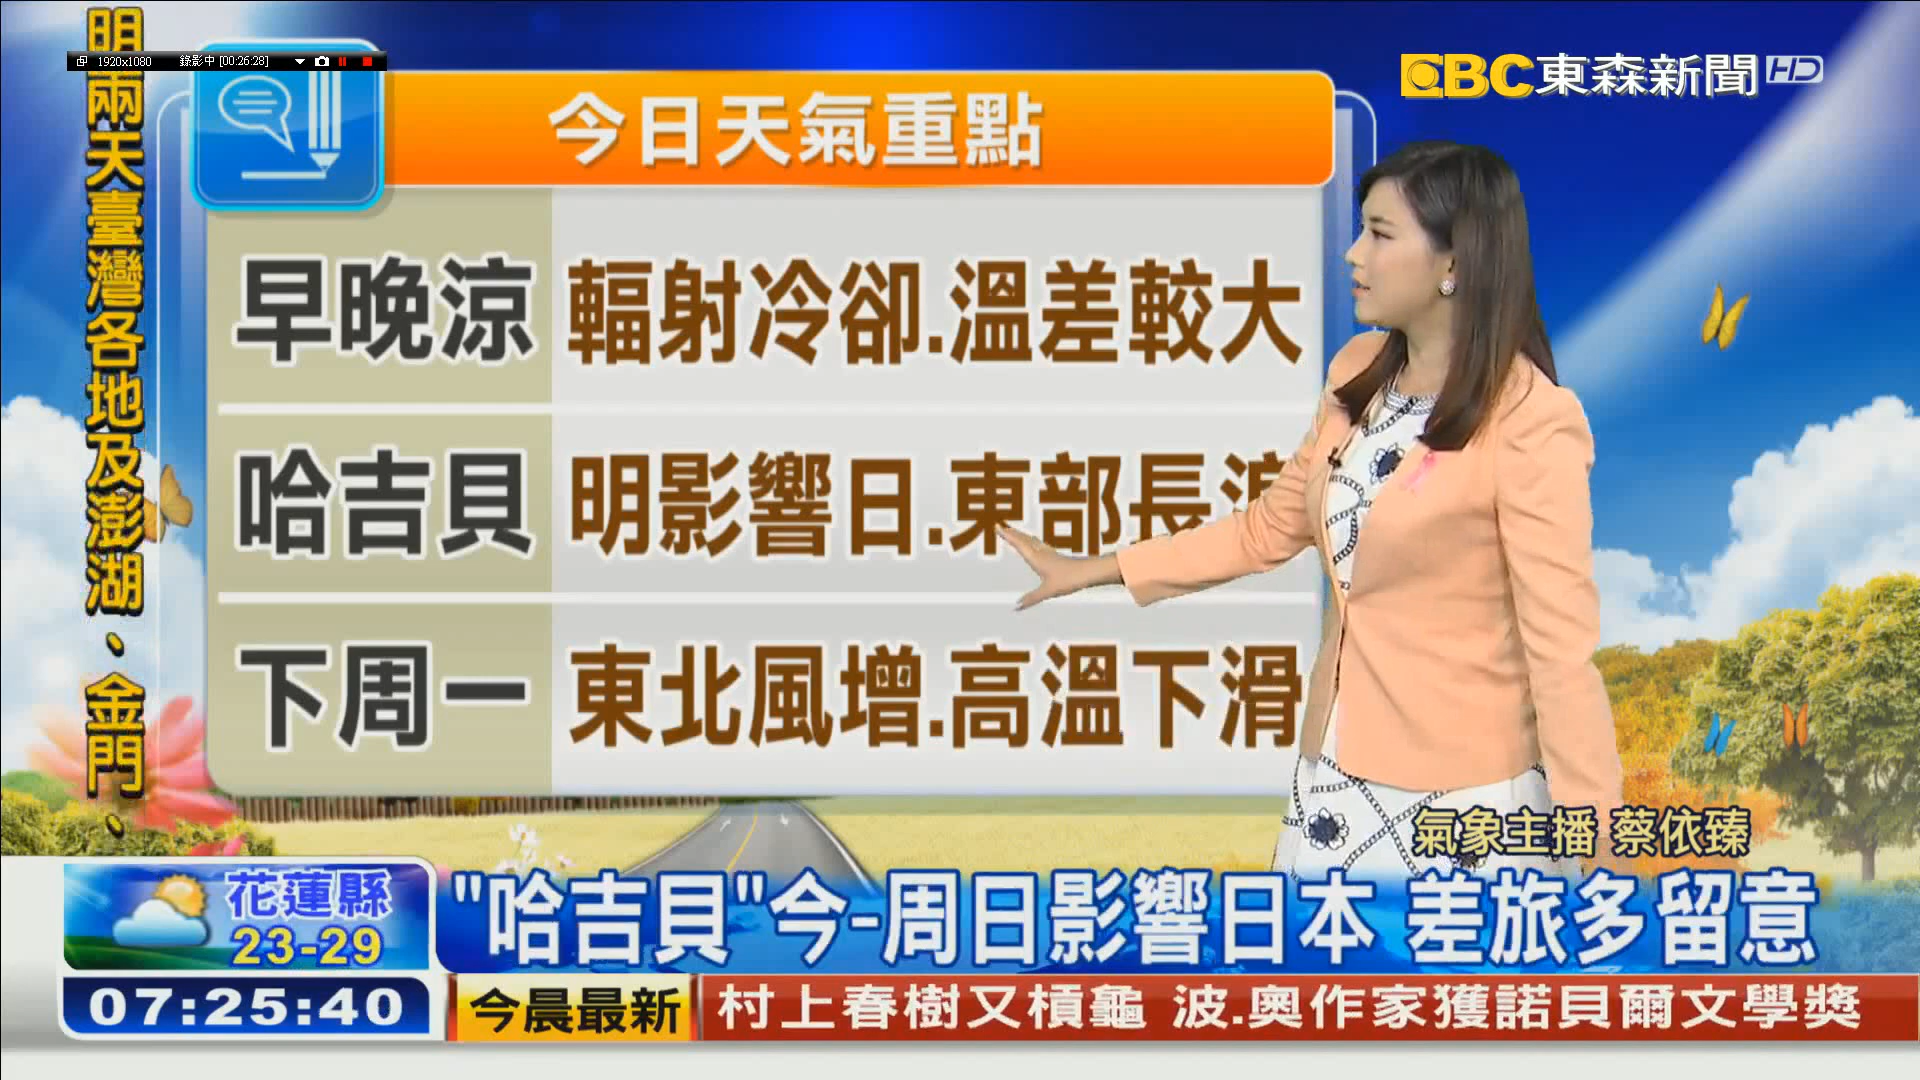 1920x1080 錄影中 [00:26:28]
EBC東森新聞HD
明兩天臺灣各地及澎湖、金門、
今日天氣重點
早晚涼 輻射冷卻.溫差較大
哈吉貝 明影響日.東部長浪
下周一 東北風增.高溫下滑
氣象主播 蔡依臻
花蓮縣
23-29
"哈吉貝"今-周日影響日本 差旅多留意
07:25:40
今晨最新 村上春樹又槓龜 波.奧作家獲諾貝爾文學獎